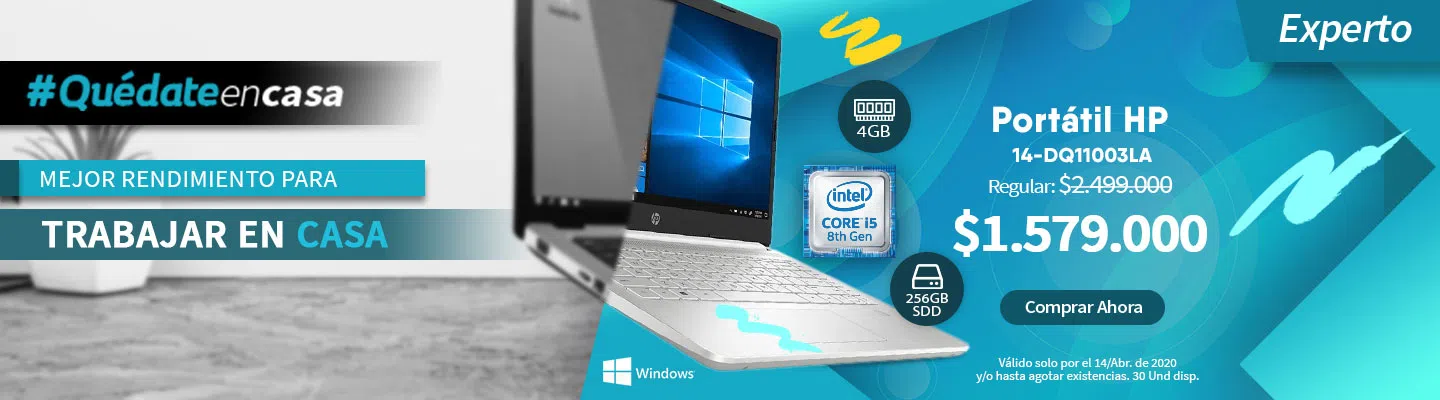 #Quédateencasa
MEJOR RENDIMIENTO PARA
TRABAJAR EN CASA
hp
Windows
4GB
intel
CORE i5
8th Gen
256GB
SDD
Experto
Portátil HP
14-DQ11003LA
Regular: $2.499.000
$1.579.000
Comprar Ahora
Válido solo por el 14/Abr. de 2020
y/o hasta agotar existencias. 30 Und disp.